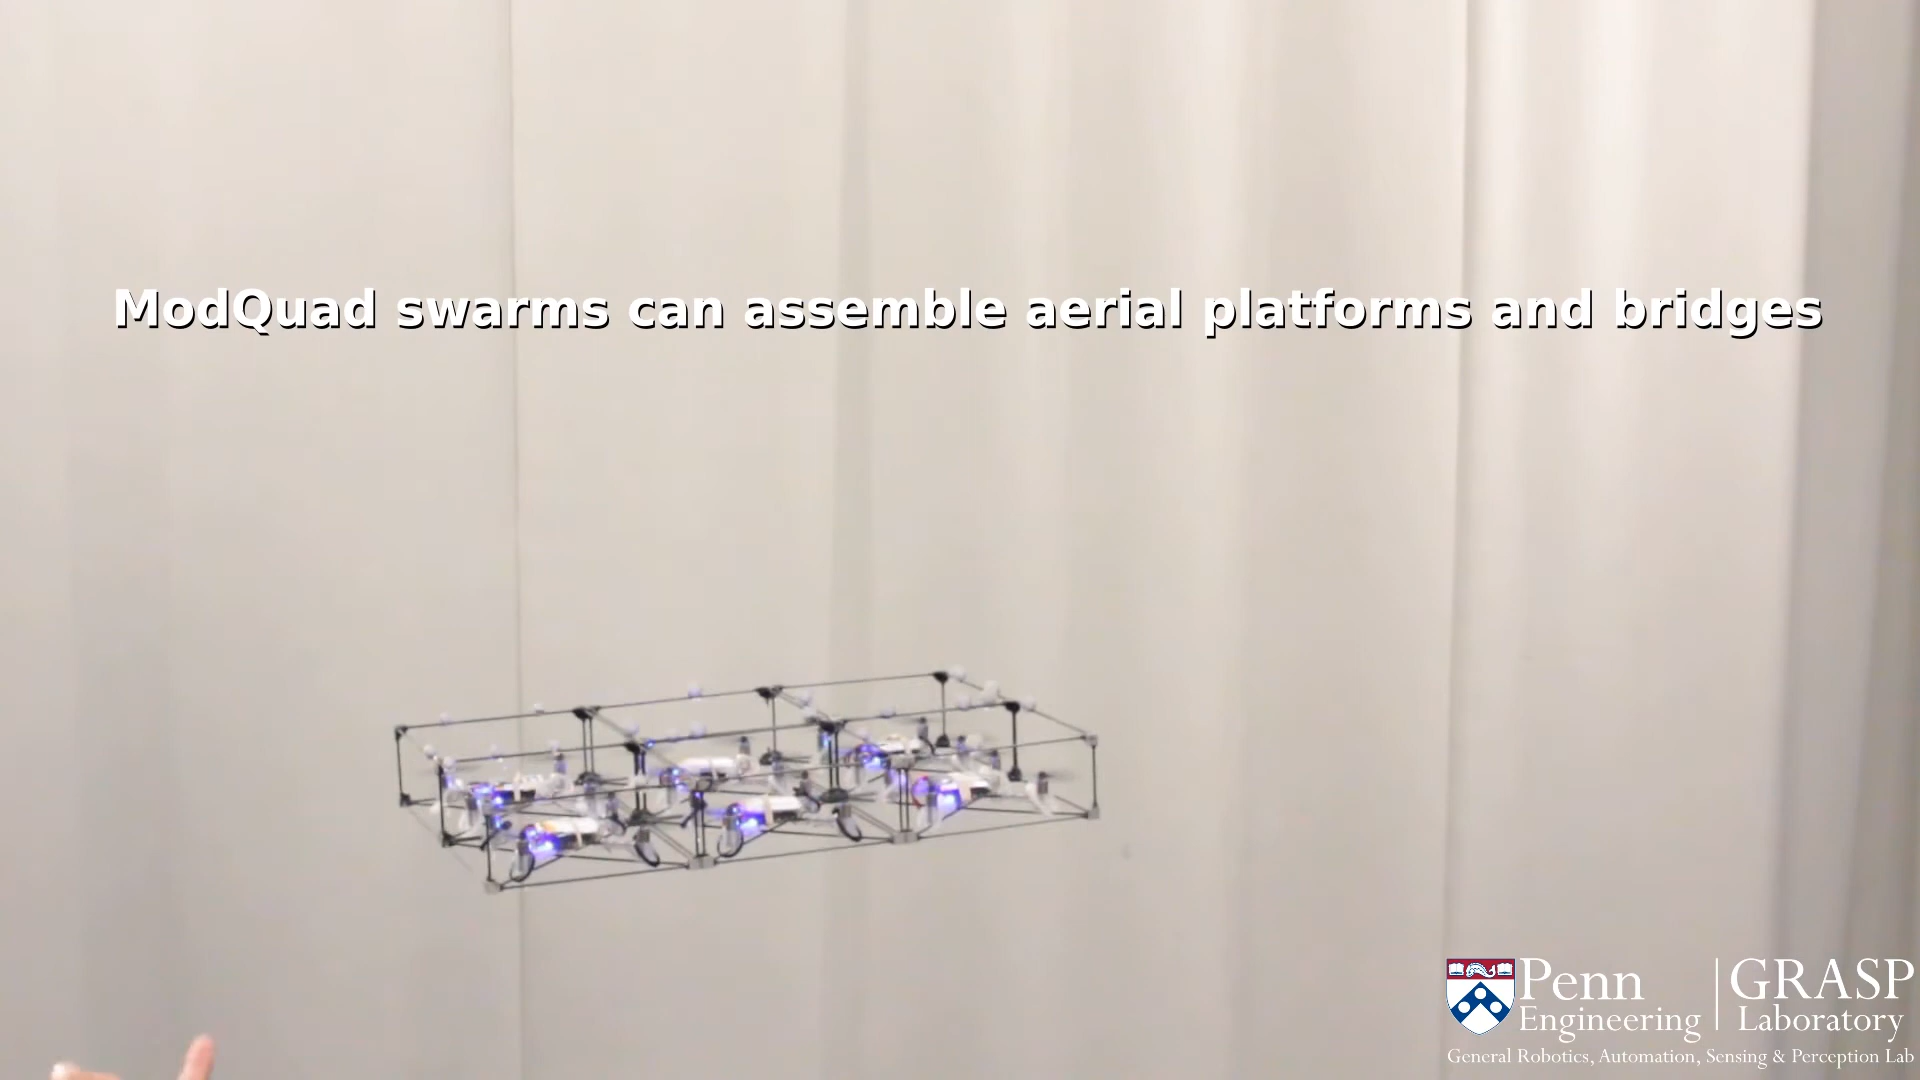 ModQuad swarms can assemble aerial platforms and bridges
Penn
Engineering
GRASP
Laboratory
General Robotics, Automation, Sensing & Perception Lab